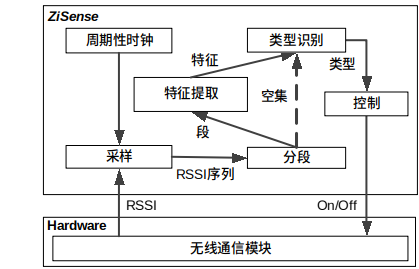 ZiSense
周期性时钟
类型识别
特征
类型
特征提取
空集
控制
段
采样
RSSI序列
分段
RSSI
On/Off
Hardware
无线通信模块